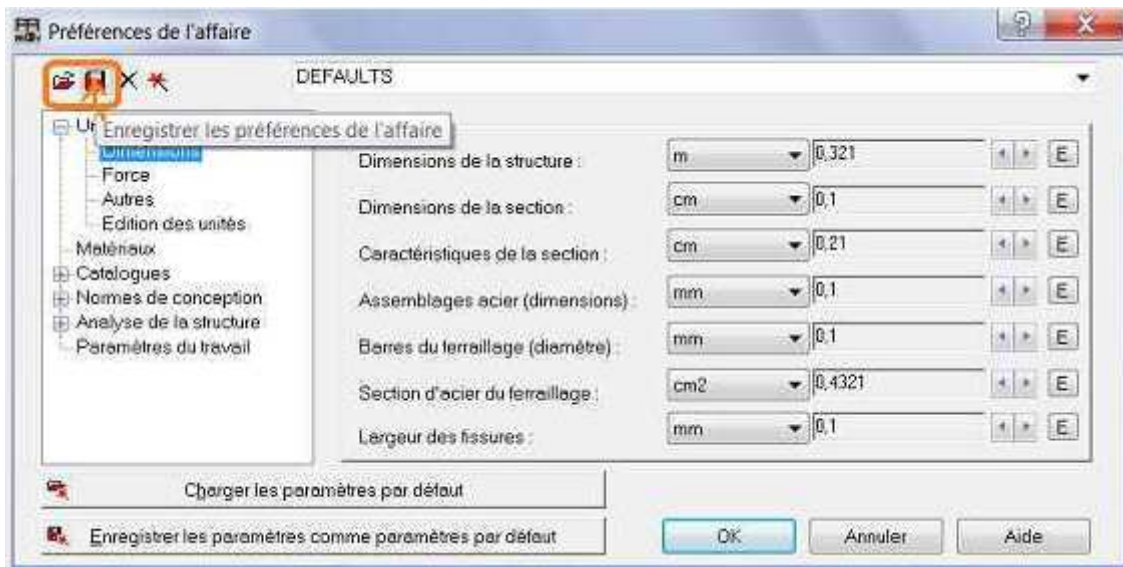 Préférences de l'affaire
DEFAULTS
Enregistrer les préférences de l'affaire
Dimensions
Force
Autres
Edition des unités
Matériaux
Catalogues
Normes de conception
Analyse de la structure
Paramètres du travail
Dimensions de la structure : m 0,321 E
Dimensions de la section : cm 0,1 E
Caractéristiques de la section : cm 0,21 E
Assemblages acier (dimensions) : mm 0,1 E
Barres du ferraillage (diamètre) : mm 0,1 E
Section d'acier du ferraillage : cm2 0,4321 E
Largeur des fissures : mm 0,1 E
Charger les paramètres par défaut
Enregistrer les paramètres comme paramètres par défaut
OK Annuler Aide